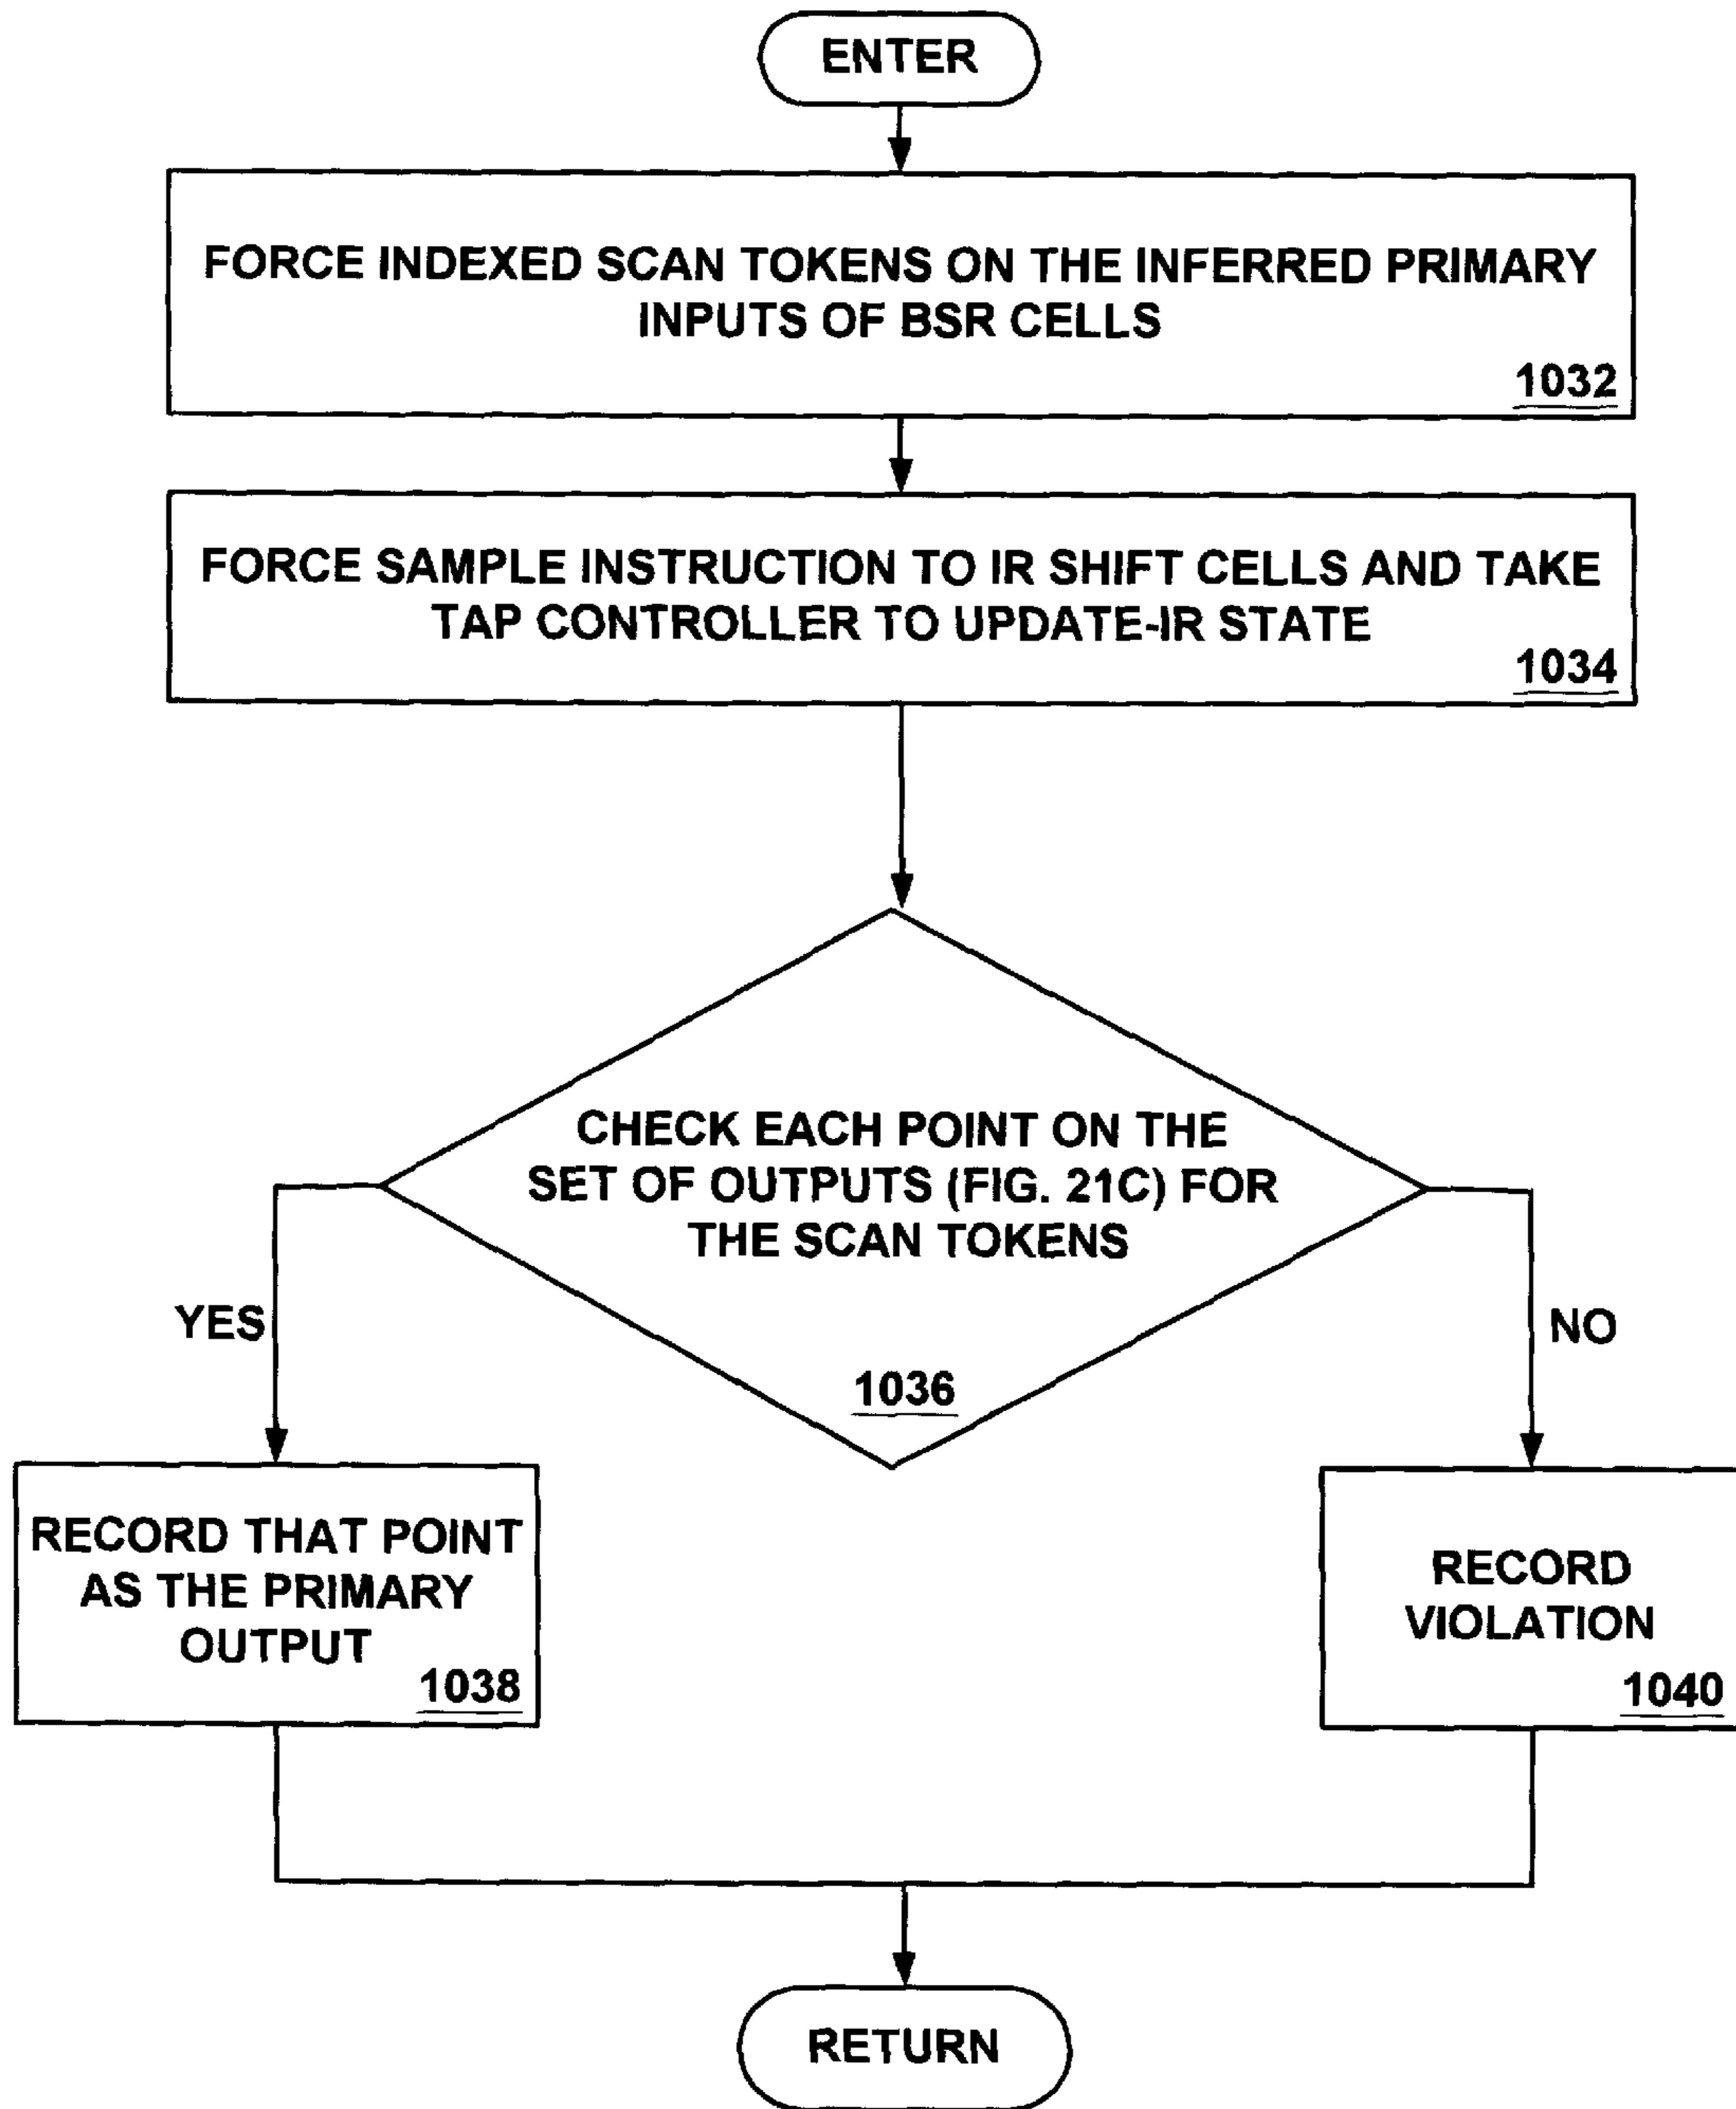 ENTER
FORCE INDEXED SCAN TOKENS ON THE INFERRED PRIMARY
INPUTS OF BSR CELLS
1032
FORCE SAMPLE INSTRUCTION TO IR SHIFT CELLS AND TAKE
TAP CONTROLLER TO UPDATE-IR STATE
1034
CHECK EACH POINT ON THE
SET OF OUTPUTS (FIG. 21C) FOR
THE SCAN TOKENS
1036
YES
NO
RECORD THAT POINT
AS THE PRIMARY
OUTPUT
1038
RECORD
VIOLATION
1040
RETURN